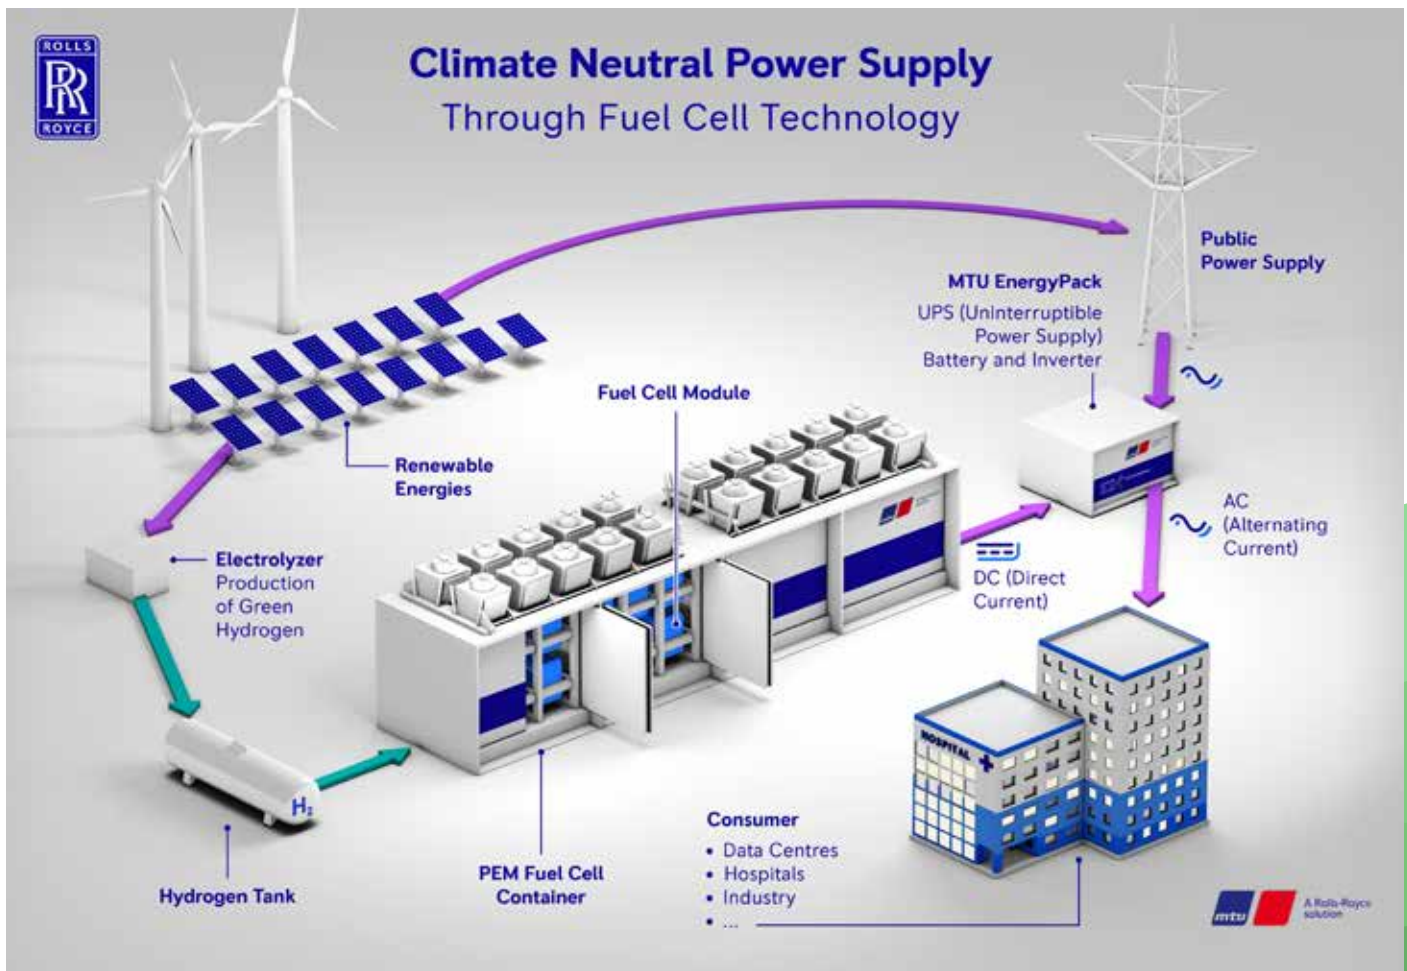 ROLLS
RR
ROYCE
Climate Neutral Power Supply
Through Fuel Cell Technology
Public
Power Supply
MTU EnergyPack
UPS (Uninterruptible
Power Supply)
Battery and Inverter
Fuel Cell Module
Renewable
Energies
AC
(Alternating
Current)
Electrolyzer
Production
of Green
Hydrogen
DC (Direct
Current)
HOSPITAL
H₂
Consumer
• Data Centres
• Hospitals
• Industry
• ...
PEM Fuel Cell
Container
Hydrogen Tank
mtu
A Rolls-Royce
solution